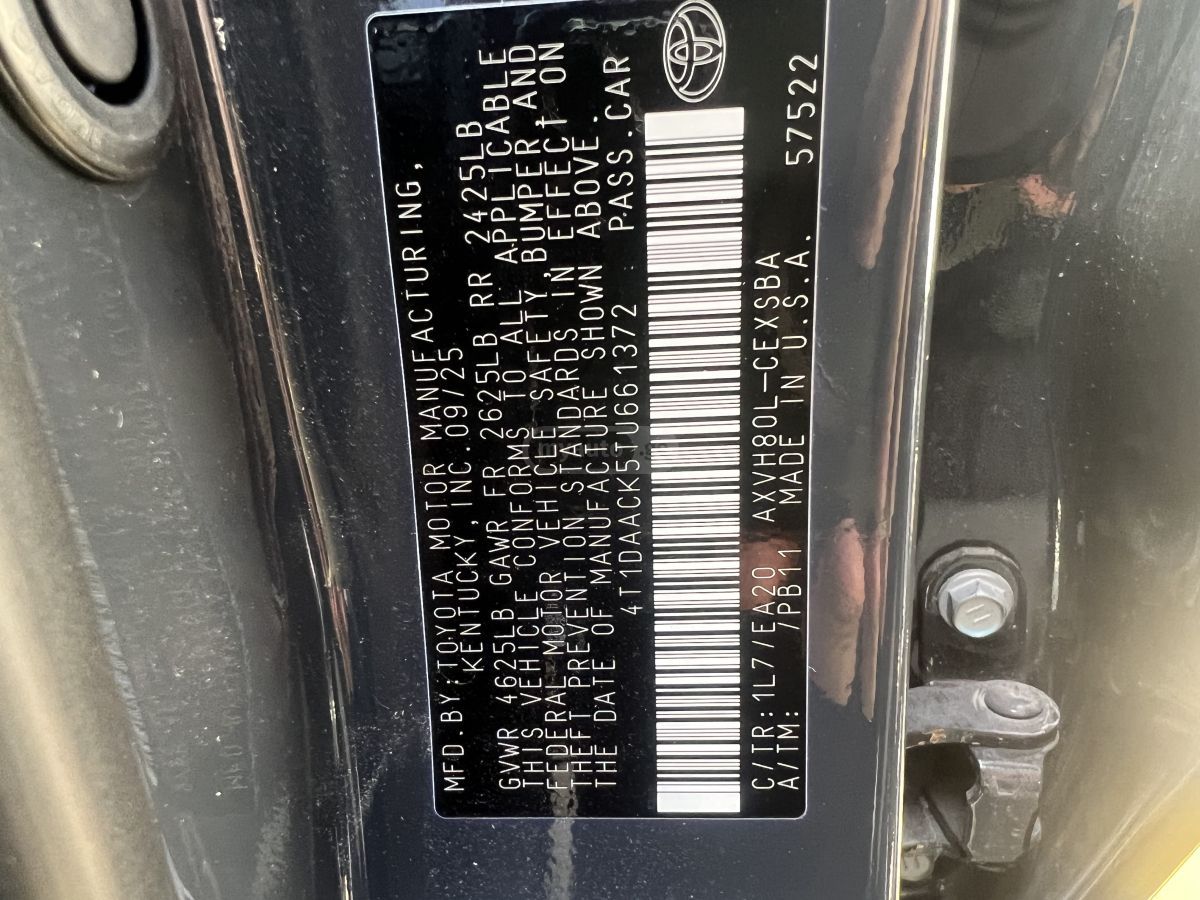 MFD.BY:TOYOTA MOTOR MANUFACTURING,
KENTUCKY,INC.09/25
GVWR 4625LB GAWR FR 2625LB RR 2425LB
THIS VEHICLE CONFORMS TO ALL APPLICABLE
FEDERAL MOTOR VEHICLE SAFETY,BUMPER,AND
THEFT PREVENTION STANDARDS IN EFFECT ON
THE DATE OF MANUFACTURE SHOWN ABOVE.
4T1DAACK5TU661372 PASS.CAR
C/TR:1L7/EA20 AXVH80L-CEXSBA
A/TM: /PB11 MADE IN U.S.A. 57522